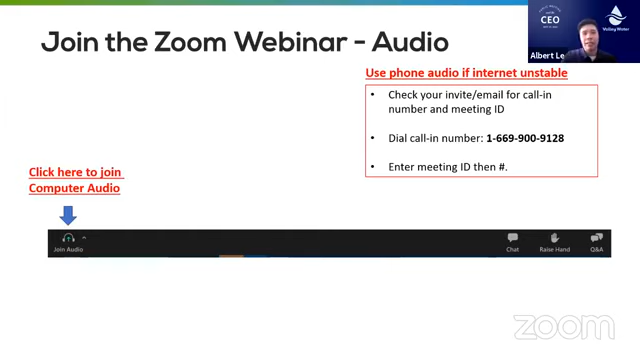 Join the Zoom Webinar - Audio
CEO
Valley Water
Albert Le
Use phone audio if internet unstable
• Check your invite/email for call-in
number and meeting ID
• Dial call-in number: 1-669-900-9128
• Enter meeting ID then #.
Click here to join
Computer Audio
Join Audio
Chat
Raise Hand
Q&A
zoom